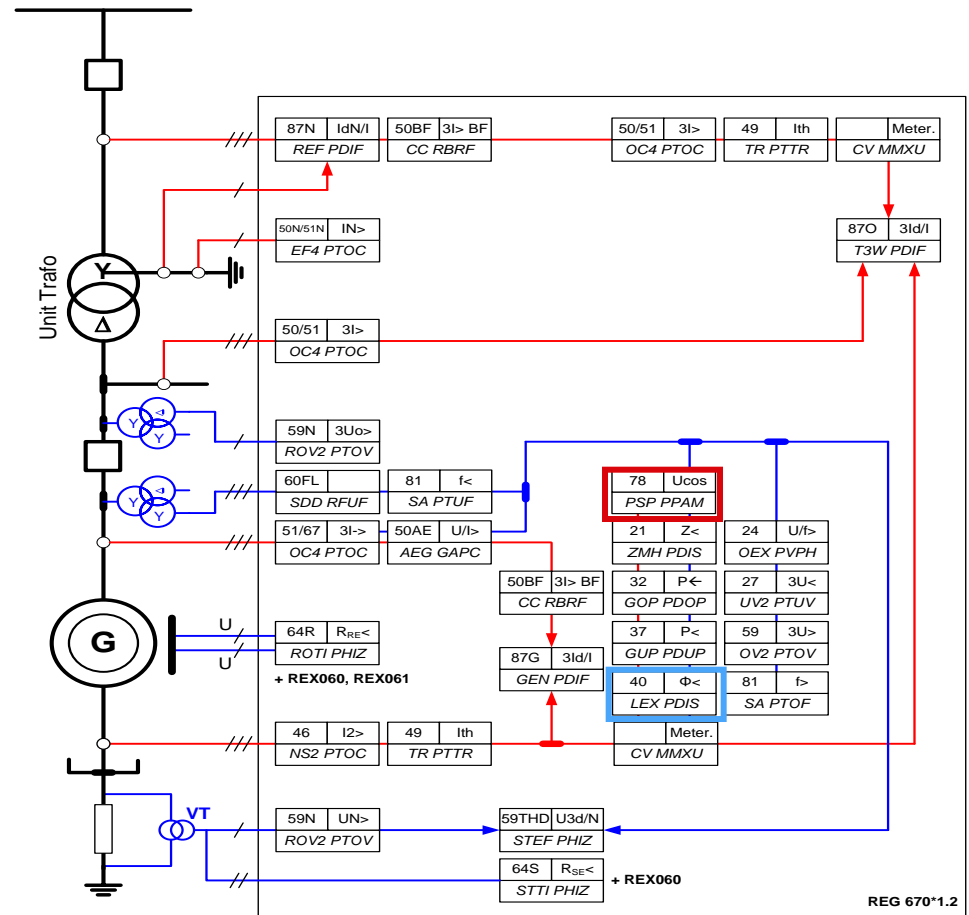 87N IdN/I 50BF 3I> BF 50/51 3I> 49 Ith Meter.
REF PDIF CC RBRF OC4 PTOC TR PTTR CV MMXU
50N/51N IN> 87O 3Id/I
EF4 PTOC T3W PDIF
Y
Δ
Unit Trafo
50/51 3I>
OC4 PTOC
Y Δ
Y
59N 3Uo>
ROV2 PTOV
Y Δ
Y
60FL 81 f< 78 Ucos
SDD RFUF SA PTUF PSP PPAM
51/67 3I-> 50AE U/I> 21 Z< 24 U/f>
OC4 PTOC AEG GAPC ZMH PDIS OEX PVPH
50BF 3I> BF 32 P← 27 3U<
CC RBRF GOP PDOP UV2 PTUV
G
U
U
64R RRE< 37 P< 59 3U>
ROTI PHIZ GUP PDUP OV2 PTOV
+ REX060, REX061
87G 3Id/I
GEN PDIF
40 Φ< 81 f>
LEX PDIS SA PTOF
46 I2> 49 Ith Meter.
NS2 PTOC TR PTTR CV MMXU
VT
59N UN> 59THD U3d/N
ROV2 PTOV STEF PHIZ
64S RSE< + REX060
STTI PHIZ
REG 670*1.2